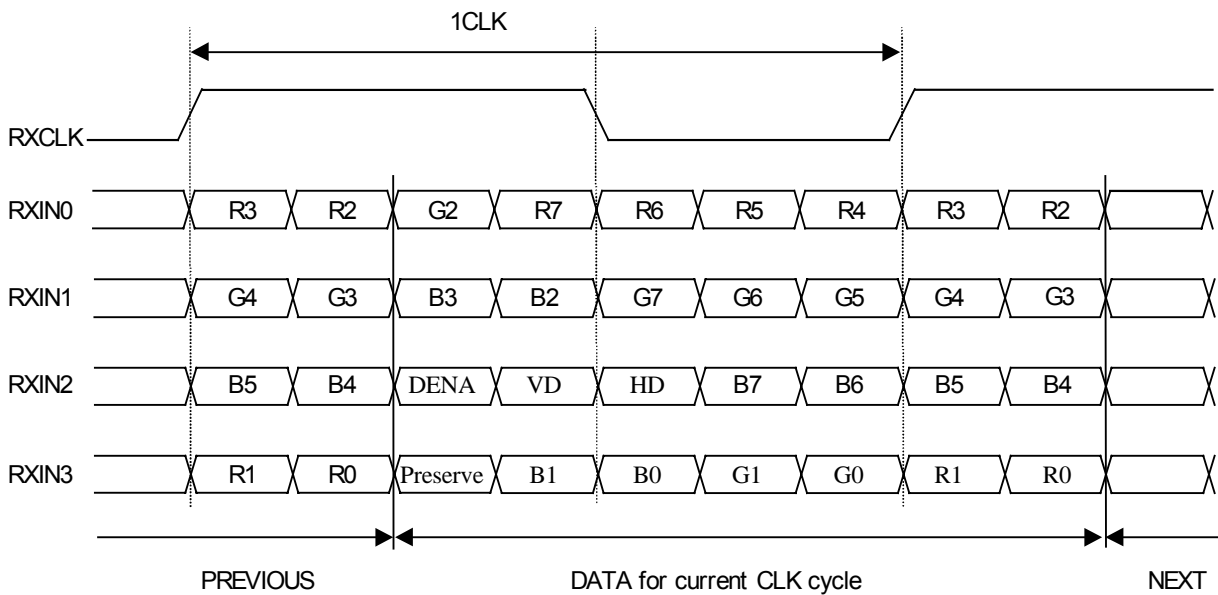 1CLK
RXCLK
RXIN0 R3 R2 G2 R7 R6 R5 R4 R3 R2
RXIN1 G4 G3 B3 B2 G7 G6 G5 G4 G3
RXIN2 B5 B4 DENA VD HD B7 B6 B5 B4
RXIN3 R1 R0 Preserve B1 B0 G1 G0 R1 R0
PREVIOUS DATA for current CLK cycle NEXT